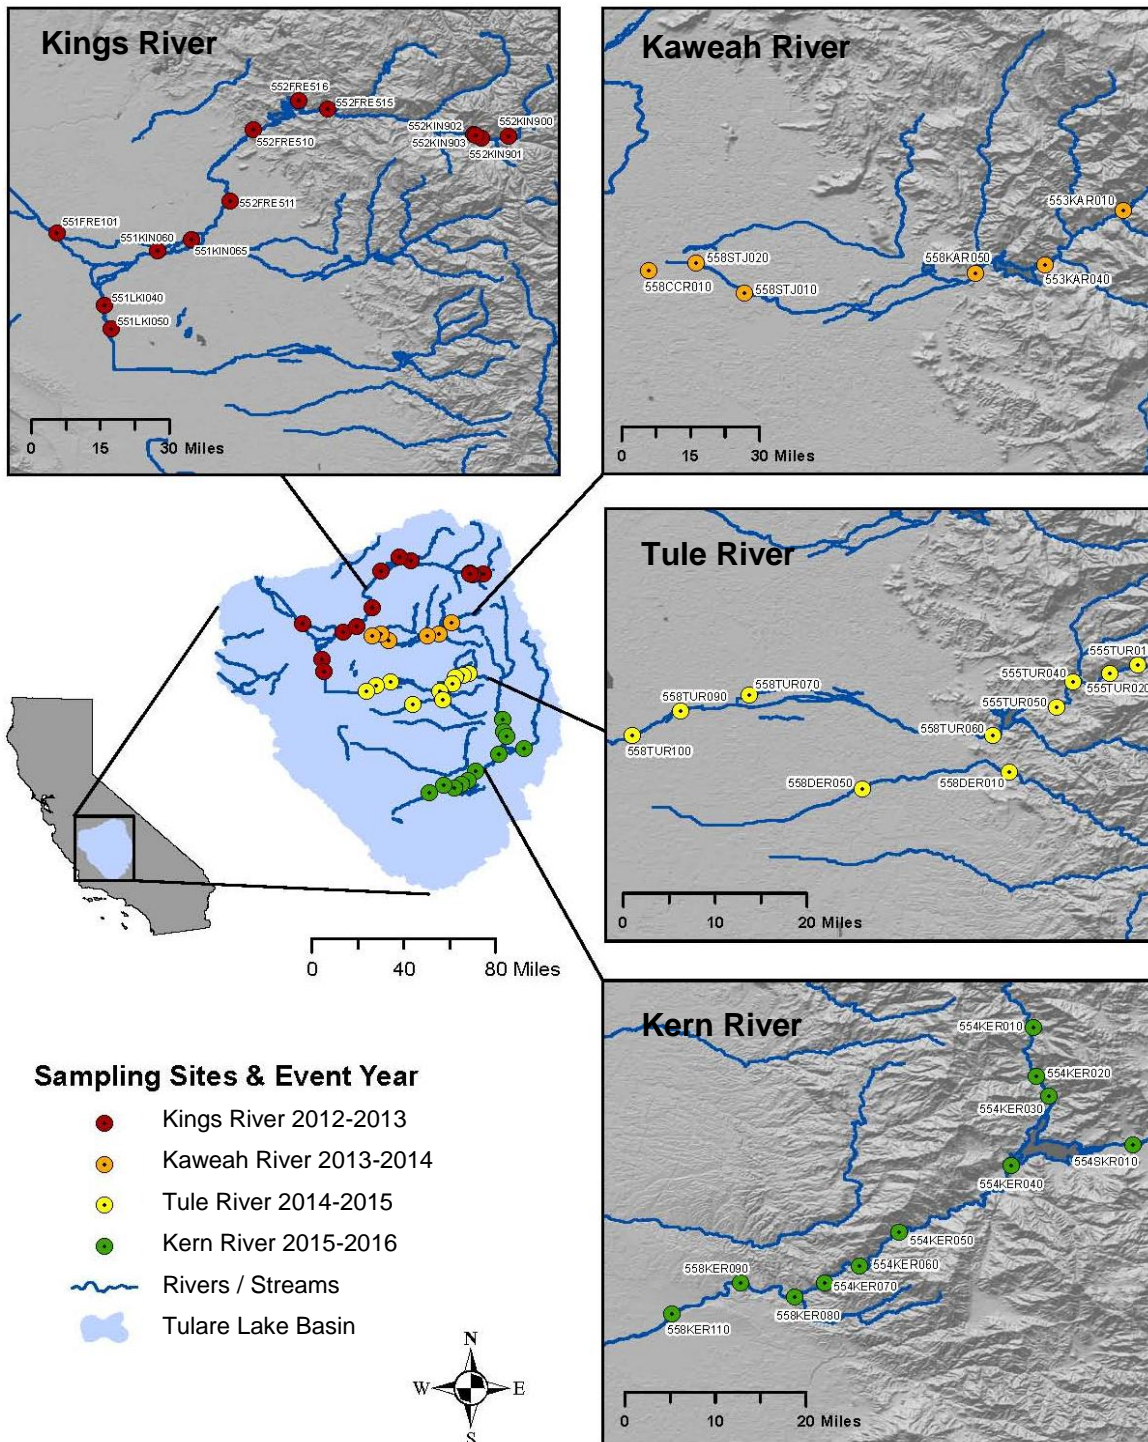 Kings River
552FRE516
552FRE515
552FRE510
552KIN902
552KIN900
552KIN903
552KIN901
552FRE511
551FRE101
551KIN060
551KIN065
551LKI040
551LKI050
0 15 30 Miles
Kaweah River
553KAR010
558STJ020
558KAR050
553KAR040
558CCR010
558STJ010
0 15 30 Miles
Tule River
555TUR01
555TUR040
555TUR020
558TUR070
558TUR090
555TUR050
558TUR060
558TUR100
558DER050
558DER010
0 10 20 Miles
0 40 80 Miles
Kern River
554KER010
554KER020
554KER030
554SKR010
554KER040
554KER050
554KER060
558KER090
554KER070
558KER080
558KER110
0 10 20 Miles
Sampling Sites & Event Year
Kings River 2012-2013
Kaweah River 2013-2014
Tule River 2014-2015
Kern River 2015-2016
Rivers / Streams
Tulare Lake Basin
N
W E
S